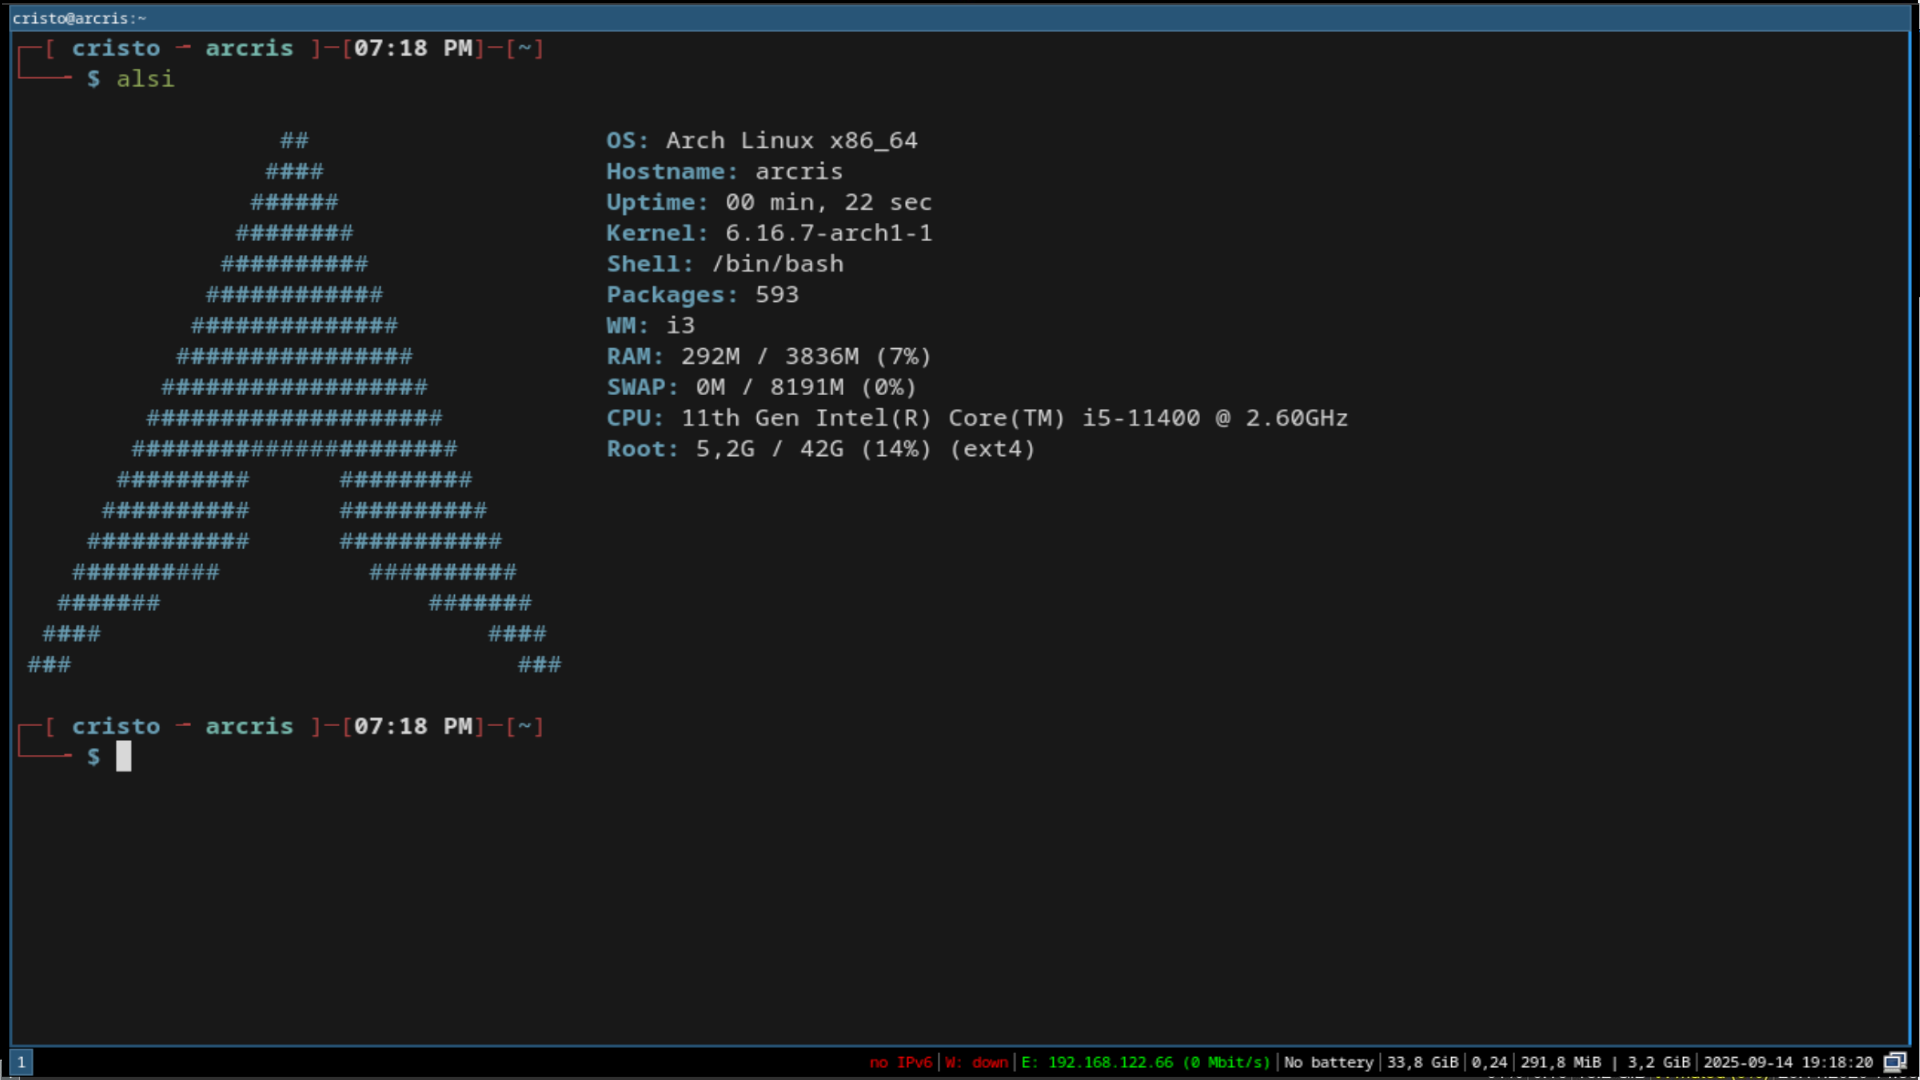 cristo@arcris:~
┌─[ cristo ─ arcris ]─[07:18 PM]─[~]
└─── $ alsi
## OS: Arch Linux x86_64
#### Hostname: arcris
###### Uptime: 00 min, 22 sec
######## Kernel: 6.16.7-arch1-1
########## Shell: /bin/bash
############ Packages: 593
############## WM: i3
################ RAM: 292M / 3836M (7%)
################## SWAP: 0M / 8191M (0%)
#################### CPU: 11th Gen Intel(R) Core(TM) i5-11400 @ 2.60GHz
###################### Root: 5,2G / 42G (14%) (ext4)
######### #########
########## ##########
########### ###########
########## ##########
####### #######
#### ####
### ###
┌─[ cristo ─ arcris ]─[07:18 PM]─[~]
└─── $
1 no IPv6|W: down|E: 192.168.122.66 (0 Mbit/s)|No battery|33,8 GiB|0,24|291,8 MiB | 3,2 GiB|2025-09-14 19:18:20